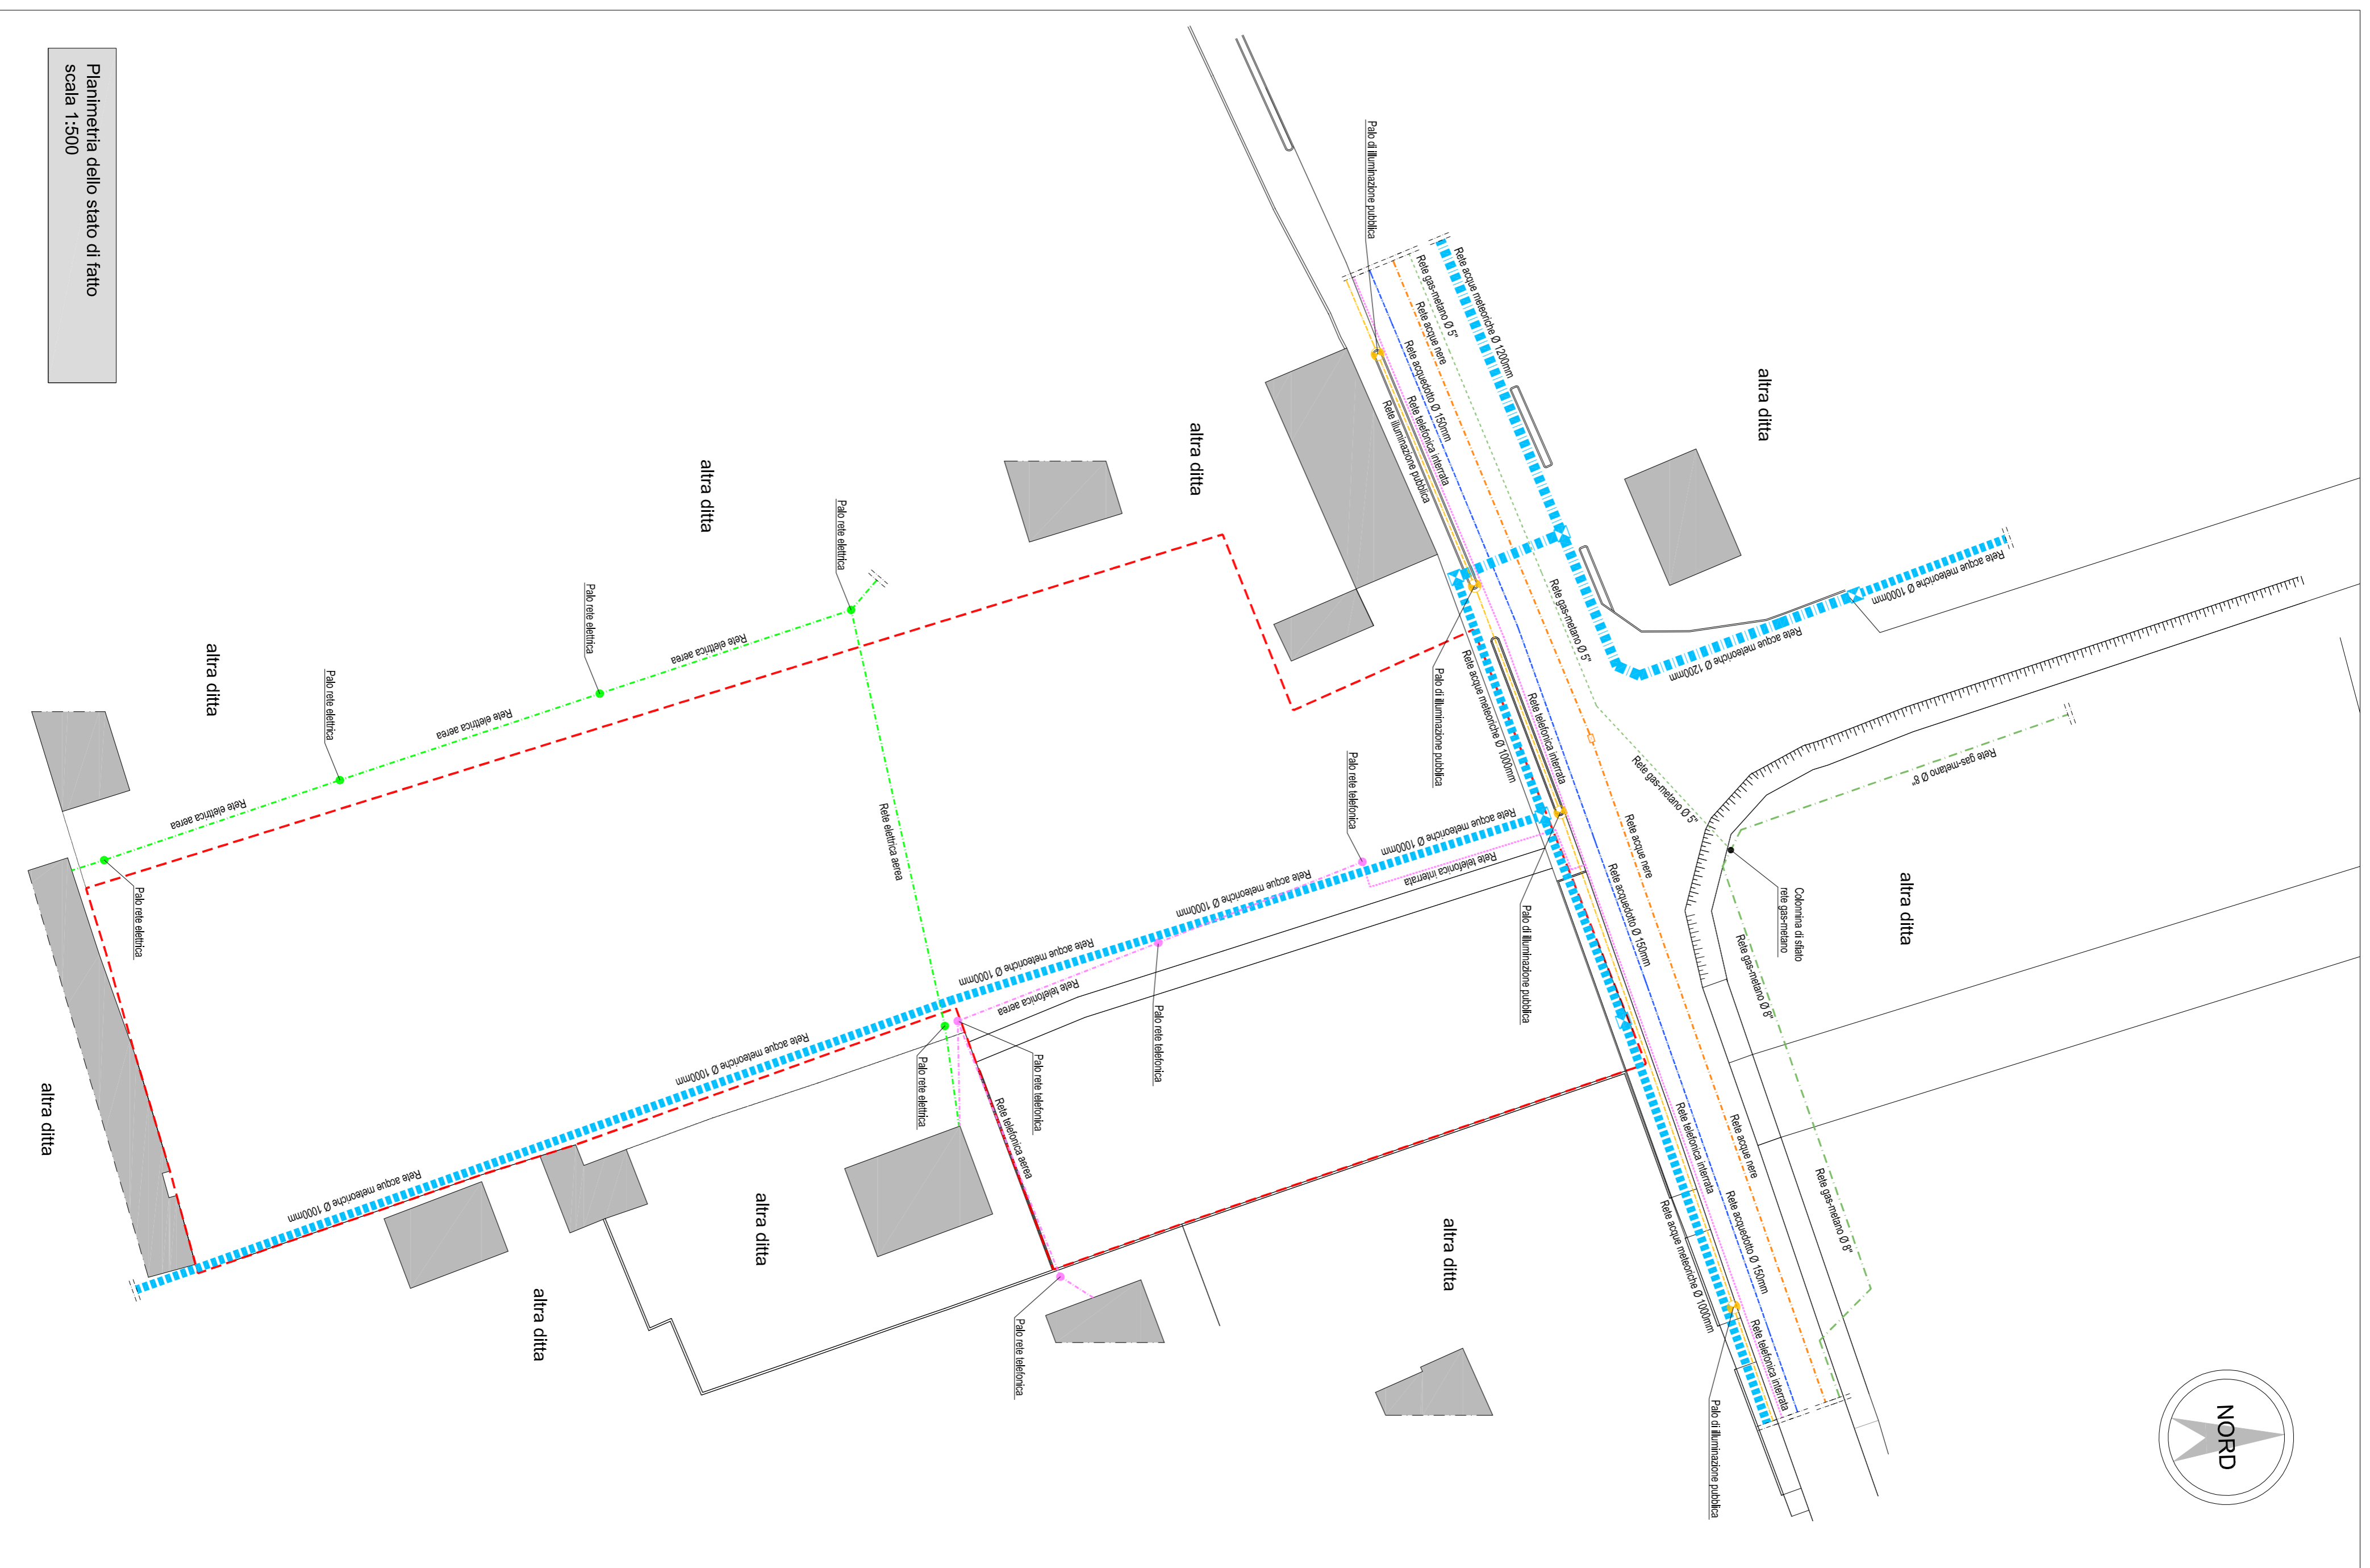 Planimetria dello stato di fatto
scala 1:500
Palo di illuminazione pubblica
Rete acque meteoriche Ø 1200mm
Rete gas-metano Ø 5"
Rete acque nere
Rete acquedotto Ø 150mm
Rete telefonica interrata
Rete illuminazione pubblica
altra ditta
altra ditta
altra ditta
altra ditta
Palo rete elettrica
Palo rete elettrica
Palo rete elettrica
Palo rete elettrica
Rete elettrica aerea
Rete elettrica aerea
Rete elettrica aerea
Rete elettrica aerea
Rete acque meteoriche Ø 1000mm
Rete acque meteoriche Ø 1200mm
Rete gas-metano Ø 5"
Rete gas-metano Ø 5"
Rete gas-metano Ø 8"
Palo di illuminazione pubblica
Rete acque meteoriche Ø 1000mm
Rete telefonica interrata
Palo rete telefonica
Rete acque meteoriche Ø 1000mm
Rete telefonica interrata
Rete acque meteoriche Ø 1000mm
Rete acque nere
Rete acquedotto Ø 150mm
Colonnina di sfiato
rete gas-metano
altra ditta
Rete gas-metano Ø 8"
Palo di illuminazione pubblica
Rete acque meteoriche Ø 1000mm
Rete telefonica aerea
Palo rete telefonica
Palo rete telefonica
Palo rete elettrica
Rete acque meteoriche Ø 1000mm
Rete telefonica aerea
Rete acque meteoriche Ø 1000mm
altra ditta
altra ditta
altra ditta
altra ditta
Palo rete telefonica
Rete telefonica interrata
Rete acque nere
Rete acquedotto Ø 150mm
Rete gas-metano Ø 8"
Rete acque meteoriche Ø 1000mm
Rete telefonica interrata
Palo di illuminazione pubblica
NORD